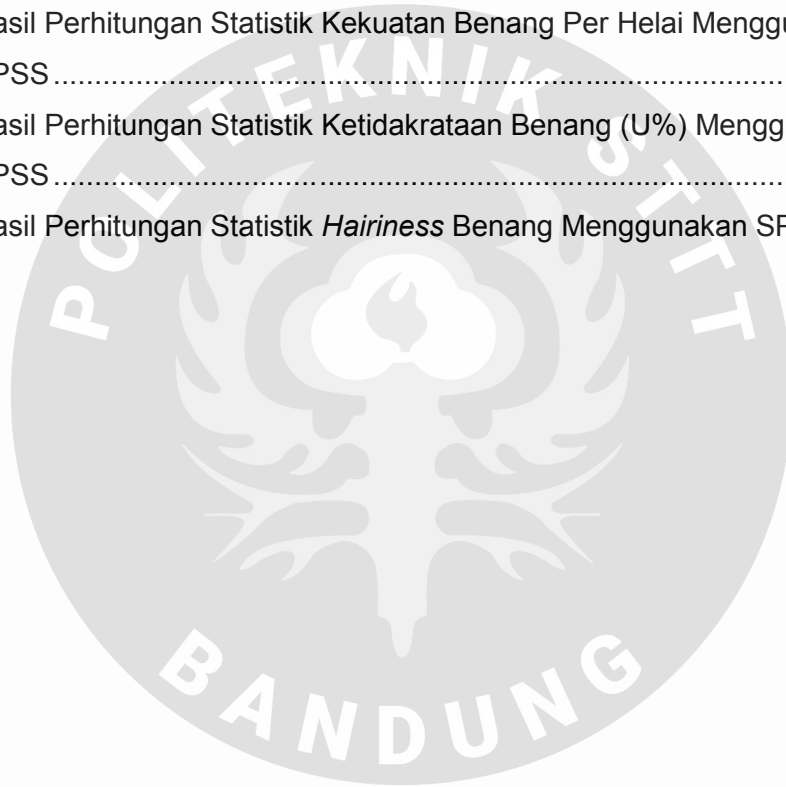 asil Perhitungan Statistik Kekuatan Benang Per Helai Menggu
PSS ................................................................................
asil Perhitungan Statistik Ketidakrataan Benang (U%) Mengg
PSS ................................................................................
asil Perhitungan Statistik Hairiness Benang Menggunakan SP
POLITEKNIK STTT
BANDUNG